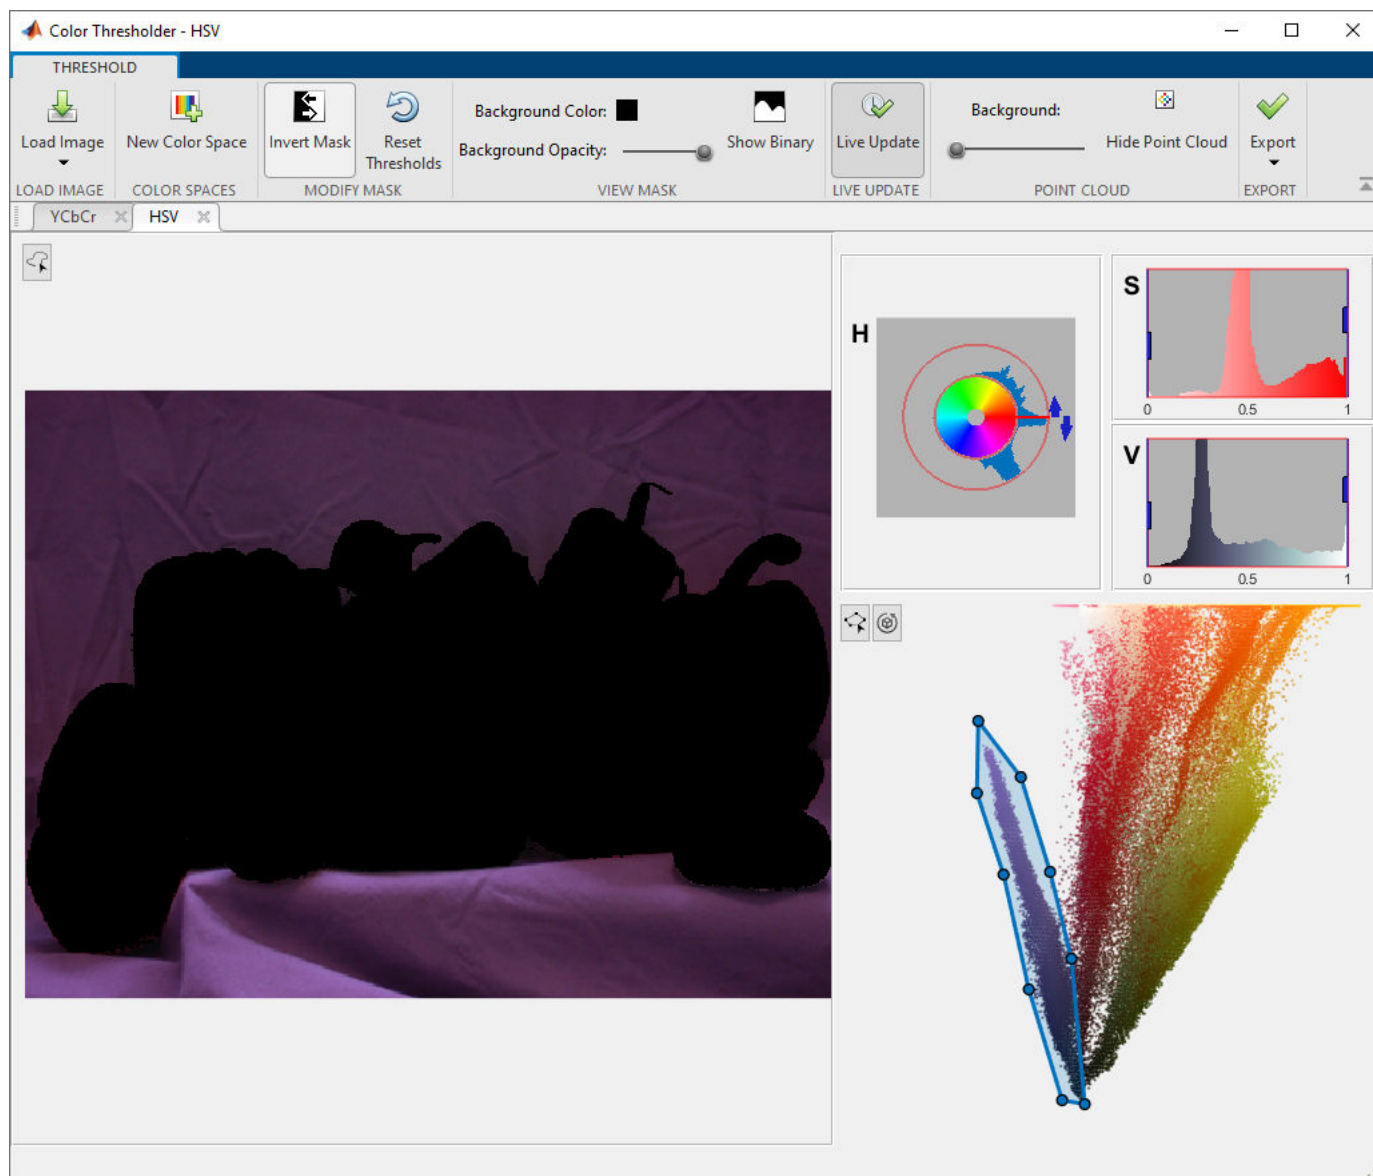 Color Thresholder - HSV
THRESHOLD
Load Image
New Color Space
Invert Mask
Reset
Thresholds
Background Color:
Background Opacity:
Show Binary
Live Update
Background:
Hide Point Cloud
Export
LOAD IMAGE
COLOR SPACES
MODIFY MASK
VIEW MASK
LIVE UPDATE
POINT CLOUD
EXPORT
YCbCr
HSV
H
S
0 0.5 1
V
0 0.5 1